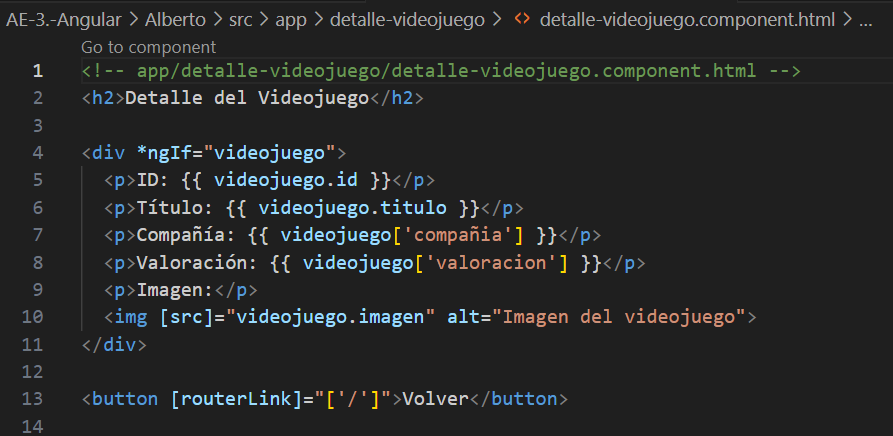 AE-3.-Angular > Alberto > src > app > detalle-videojuego > <> detalle-videojuego.component.html > ...
Go to component
1 <!-- app/detalle-videojuego/detalle-videojuego.component.html -->
2 <h2>Detalle del Videojuego</h2>
3
4 <div *ngIf="videojuego">
5   <p>ID: {{ videojuego.id }}</p>
6   <p>Título: {{ videojuego.titulo }}</p>
7   <p>Compañía: {{ videojuego['compañia'] }}</p>
8   <p>Valoración: {{ videojuego['valoracion'] }}</p>
9   <p>Imagen:</p>
10   <img [src]="videojuego.imagen" alt="Imagen del videojuego">
11 </div>
12
13 <button [routerLink]="['/']">Volver</button>
14